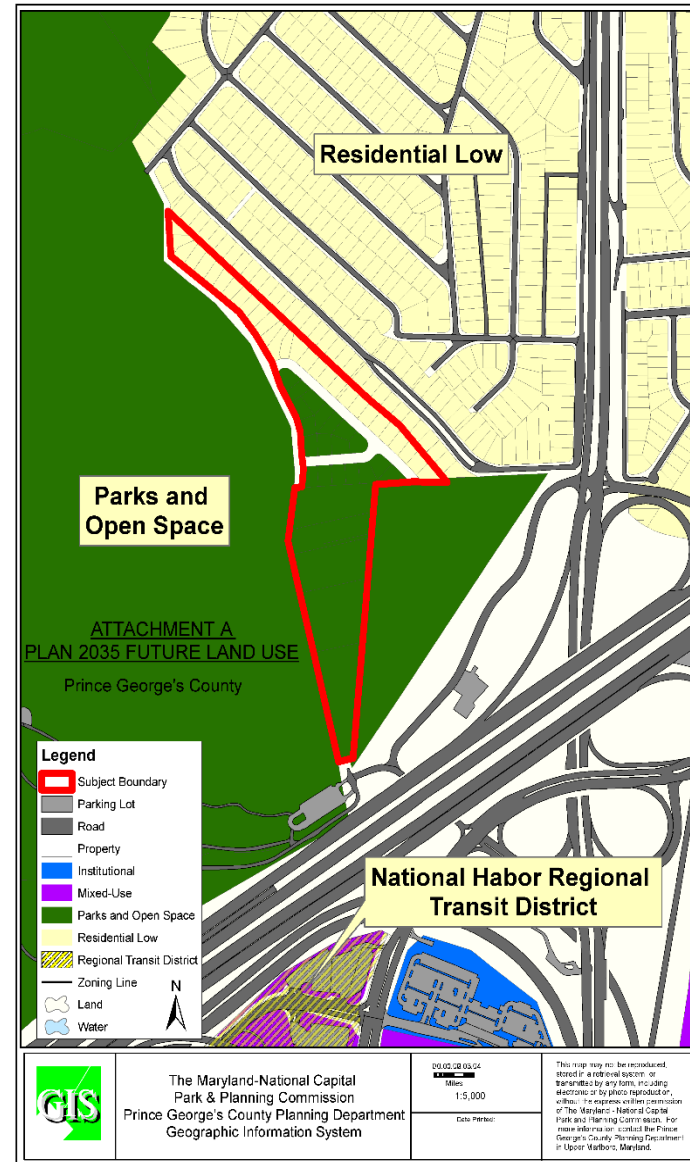 Residential Low
Parks and
Open Space
ATTACHMENT A
PLAN 2035 FUTURE LAND USE
Prince George's County
Legend
Subject Boundary
Parking Lot
Road
Property
Institutional
Mixed-Use
Parks and Open Space
Residential Low
Regional Transit District
Zoning Line
Land
Water
N
National Habor Regional
Transit District
GIS
The Maryland-National Capital
Park & Planning Commission
Prince George's County Planning Department
Geographic Information System
Miles
1:5,000
Date Printed:
This map may not be reproduced,
stored in a retrieval system, or
transmitted by any form, including
electronic or by photo reproduction,
without the express written permission
of The Maryland - National Capital
Park and Planning Commission. For
more information, contact the Prince
George's County Planning Department
in Upper Marlboro, Maryland.